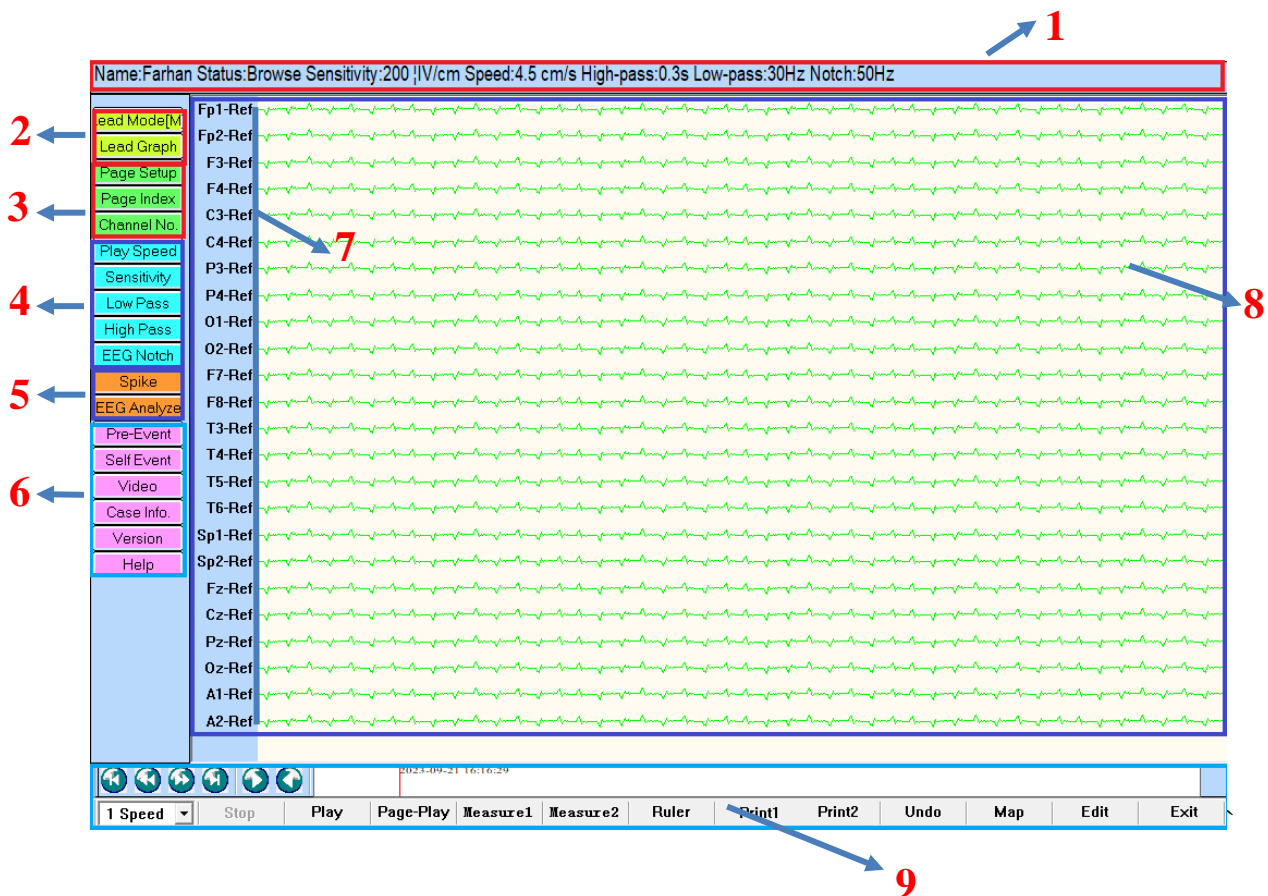 1
Name:Farhan Status:Browse Sensitivity:200 ¦ÌV/cm Speed:4.5 cm/s High-pass:0.3s Low-pass:30Hz Notch:50Hz
2
ead Mode[M
Lead Graph
3
Page Setup
Page Index
Channel No.
4
Play Speed
Sensitivity
Low Pass
High Pass
EEG Notch
5
Spike
EEG Analyze
6
Pre-Event
Self Event
Video
Case Info.
Version
Help
Fp1-Ref
Fp2-Ref
F3-Ref
F4-Ref
C3-Ref
C4-Ref
P3-Ref
P4-Ref
O1-Ref
O2-Ref
F7-Ref
F8-Ref
T3-Ref
T4-Ref
T5-Ref
T6-Ref
Sp1-Ref
Sp2-Ref
Fz-Ref
Cz-Ref
Pz-Ref
Oz-Ref
A1-Ref
A2-Ref
7
8
2023-09-21 16:16:29
1 Speed Stop Play Page-Play Measure1 Measure2 Ruler Print1 Print2 Undo Map Edit Exit
9